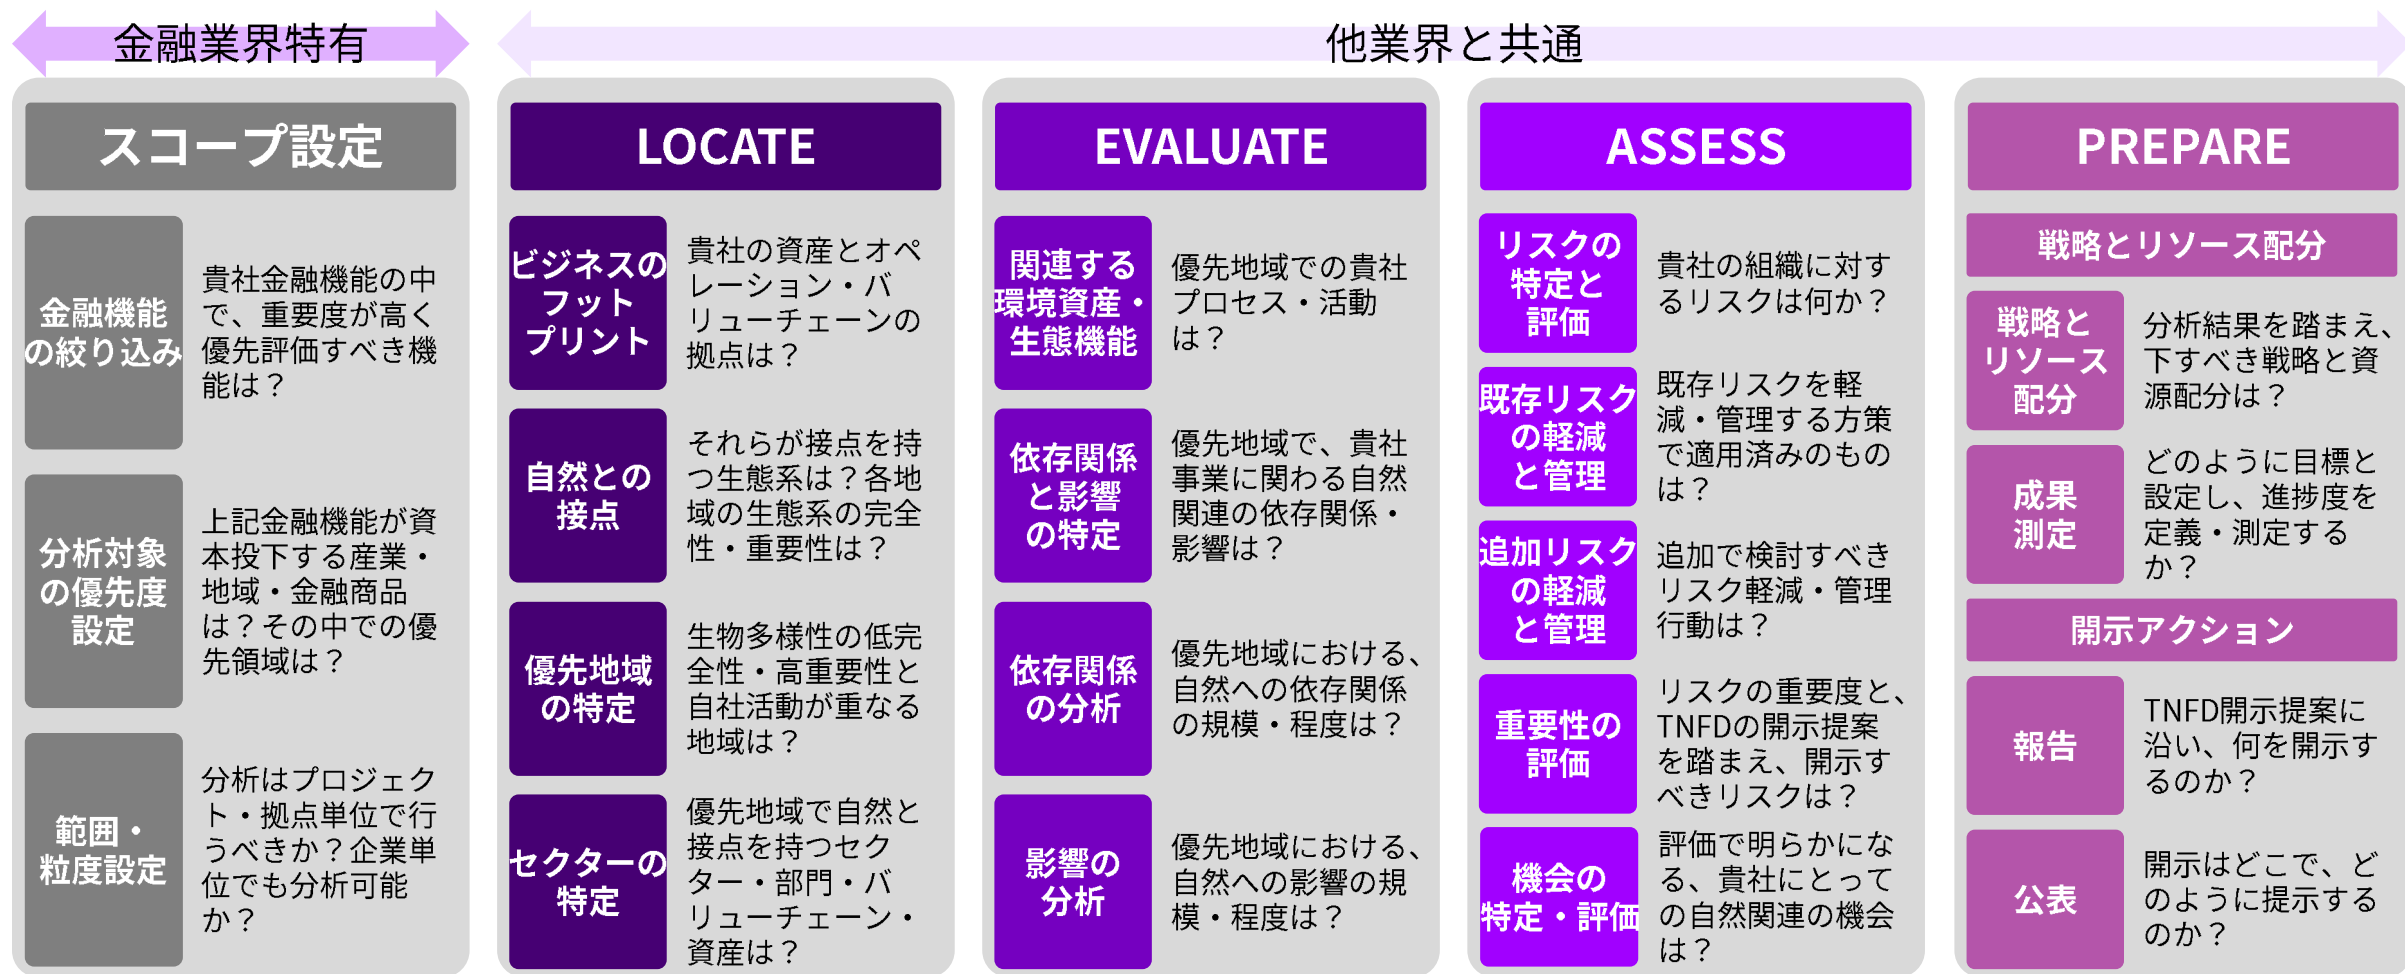 金融業界特有
他業界と共通
スコープ設定
金融機能
の絞り込み
貴社金融機能の中
で、重要度が高く
優先評価すべき機
能は？
分析対象
の優先度
設定
上記金融機能が資
本投下する産業・
地域・金融商品
は？その中での優
先領域は？
範囲・
粒度設定
分析はプロジェク
ト・拠点単位で行
うべきか？企業単
位でも分析可能
か？
LOCATE
ビジネスの
フット
プリント
貴社の資産とオペ
レーション・バ
リューチェーンの
拠点は？
自然との
接点
それらが接点を持
つ生態系は？各地
域の生態系の完全
性・重要性は？
優先地域
の特定
生物多様性の低完
全性・高重要性と
自社活動が重なる
地域は？
セクターの
特定
優先地域で自然と
接点を持つセク
ター・部門・バ
リューチェーン・
資産は？
EVALUATE
関連する
環境資産・
生態機能
優先地域での貴社
プロセス・活動
は？
依存関係
と影響
の特定
優先地域で、貴社
事業に関わる自然
関連の依存関係・
影響は？
依存関係
の分析
優先地域における、
自然への依存関係
の規模・程度は？
影響の
分析
優先地域における、
自然への影響の規
模・程度は？
ASSESS
リスクの
特定と
評価
貴社の組織に対す
るリスクは何か？
既存リスク
の軽減
と管理
既存リスクを軽
減・管理する方策
で適用済みのもの
は？
追加リスク
の軽減
と管理
追加で検討すべき
リスク軽減・管理
行動は？
重要性の
評価
リスクの重要度と、
TNFDの開示提案
を踏まえ、開示す
べきリスクは？
機会の
特定・評価
評価で明らかにな
る、貴社にとって
の自然関連の機会
は？
PREPARE
戦略とリソース配分
戦略と
リソース
配分
分析結果を踏まえ、
下すべき戦略と資
源配分は？
成果
測定
どのように目標と
設定し、進捗度を
定義・測定する
か？
開示アクション
報告
TNFD開示提案に
沿い、何を開示す
るのか？
公表
開示はどこで、ど
のように提示する
のか？